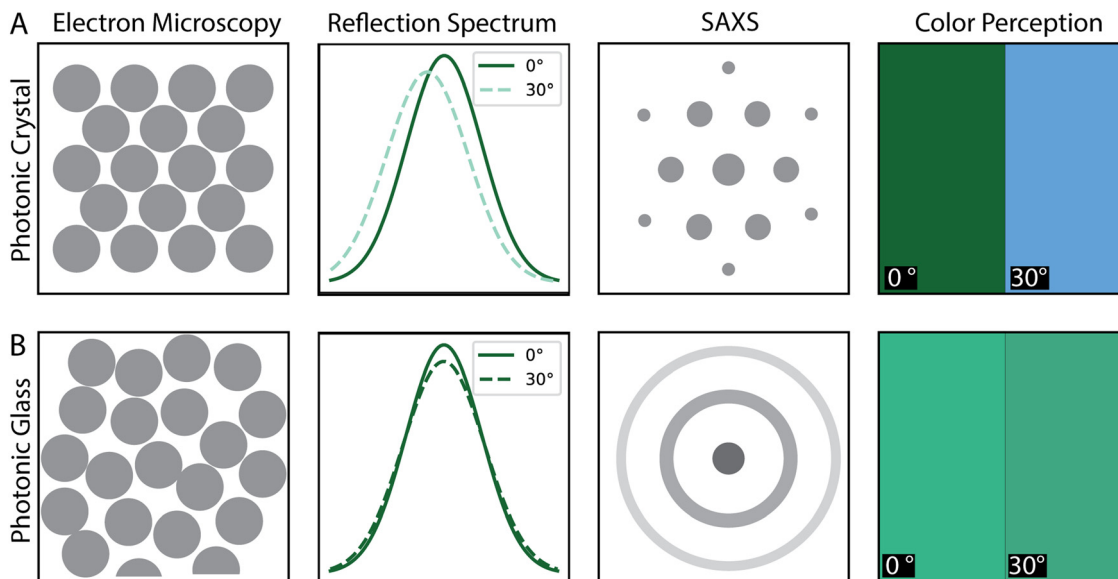 A
Electron Microscopy
Reflection Spectrum
SAXS
Color Perception
Photonic Crystal
0°
30°
0 °
30°
B
Photonic Glass
0°
30°
0 °
30°